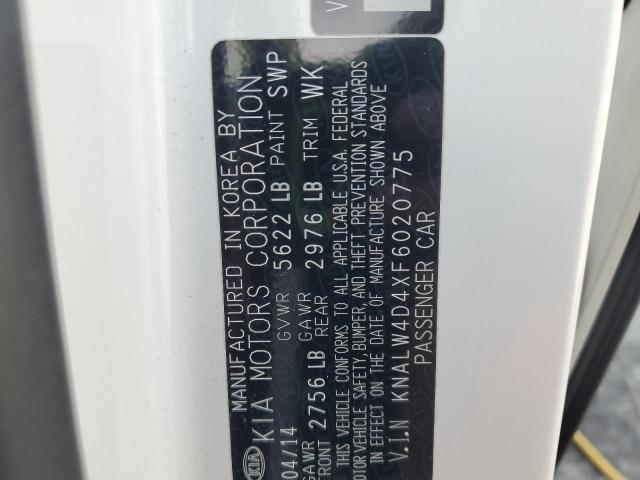 MANUFACTURED IN KOREA BY
KIA KIA MOTORS CORPORATION
04/14 GVWR 5622 LB PAINT SWP
GAWR 2756 LB GAWR 2976 LB TRIM WK
FRONT REAR
THIS VEHICLE CONFORMS TO ALL APPLICABLE U.S.A. FEDERAL
MOTOR VEHICLE SAFETY, BUMPER, AND THEFT PREVENTION STANDARDS
IN EFFECT ON THE DATE OF MANUFACTURE SHOWN ABOVE
V.I.N KNALW4D4XF6020775
PASSENGER CAR
V